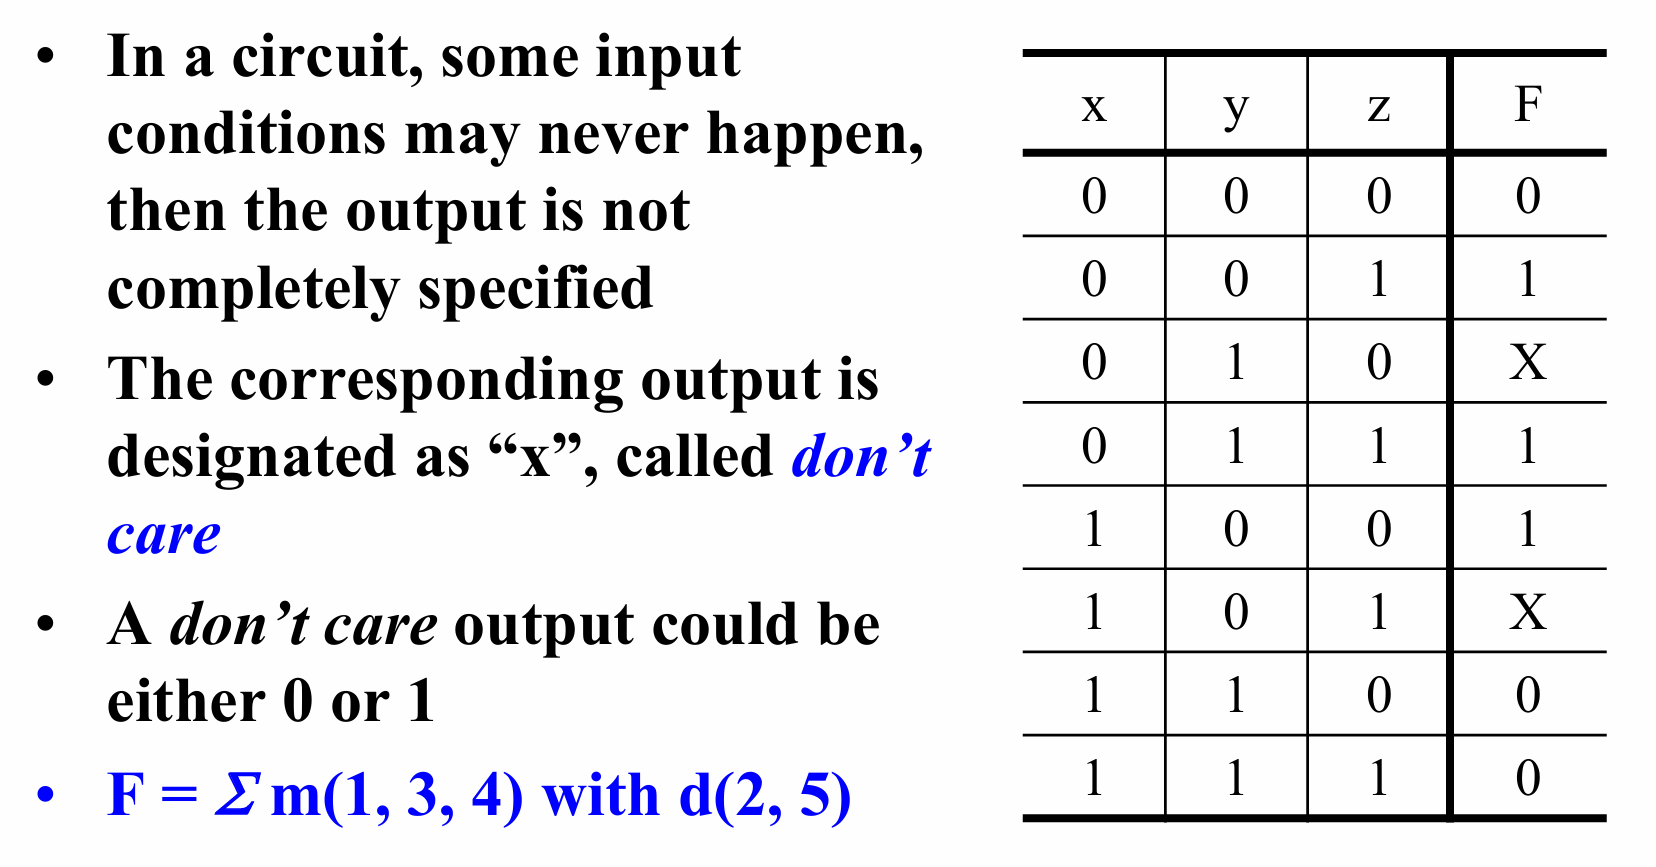 • In a circuit, some input
conditions may never happen,
then the output is not
completely specified
• The corresponding output is
designated as “x”, called don’t
care
• A don’t care output could be
either 0 or 1
• F = Σ m(1, 3, 4) with d(2, 5)
x y z F
0 0 0 0
0 0 1 1
0 1 0 X
0 1 1 1
1 0 0 1
1 0 1 X
1 1 0 0
1 1 1 0